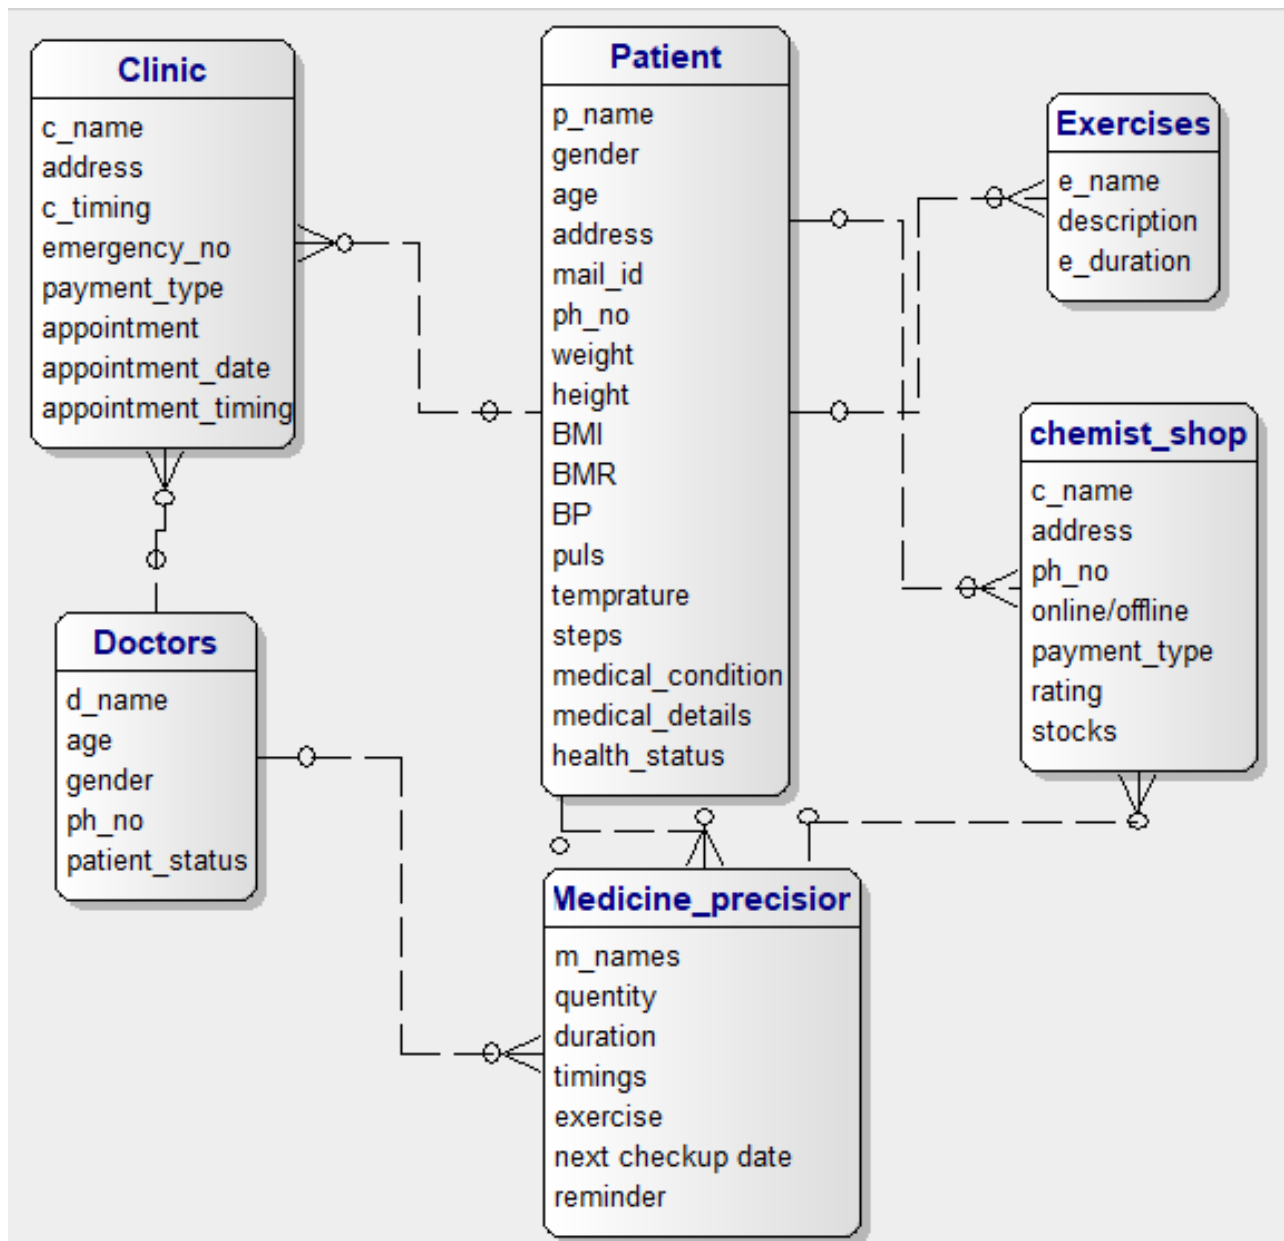 Clinic
c_name
address
c_timing
emergency_no
payment_type
appointment
appointment_date
appointment_timing
Patient
p_name
gender
age
address
mail_id
ph_no
weight
height
BMI
BMR
BP
puls
temprature
steps
medical_condition
medical_details
health_status
Exercises
e_name
description
e_duration
chemist_shop
c_name
address
ph_no
online/offline
payment_type
rating
stocks
Doctors
d_name
age
gender
ph_no
patient_status
Medicine_precision
m_names
quentity
duration
timings
exercise
next checkup date
reminder